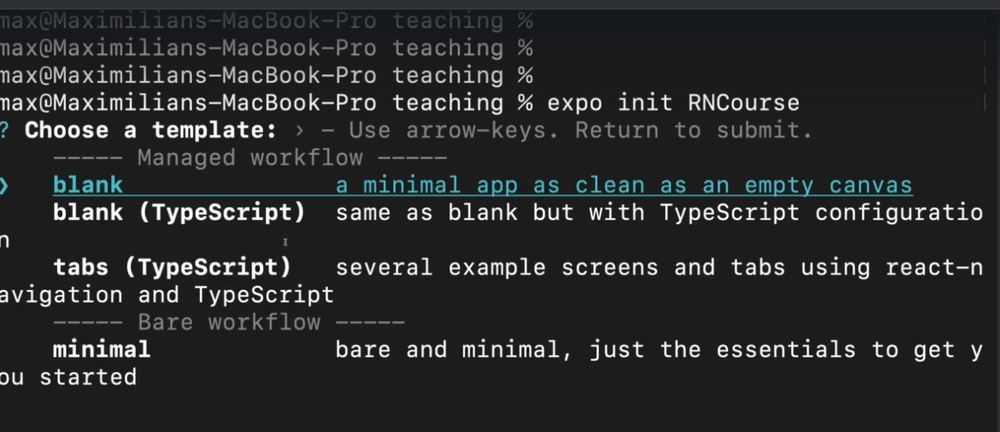 max@Maximilians-MacBook-Pro teaching %
max@Maximilians-MacBook-Pro teaching %
max@Maximilians-MacBook-Pro teaching %
max@Maximilians-MacBook-Pro teaching % expo init RNCourse
? Choose a template: › - Use arrow-keys. Return to submit.
----- Managed workflow -----
❯ blank a minimal app as clean as an empty canvas
blank (TypeScript) same as blank but with TypeScript configuratio
n
tabs (TypeScript) several example screens and tabs using react-n
avigation and TypeScript
----- Bare workflow -----
minimal bare and minimal, just the essentials to get y
ou started